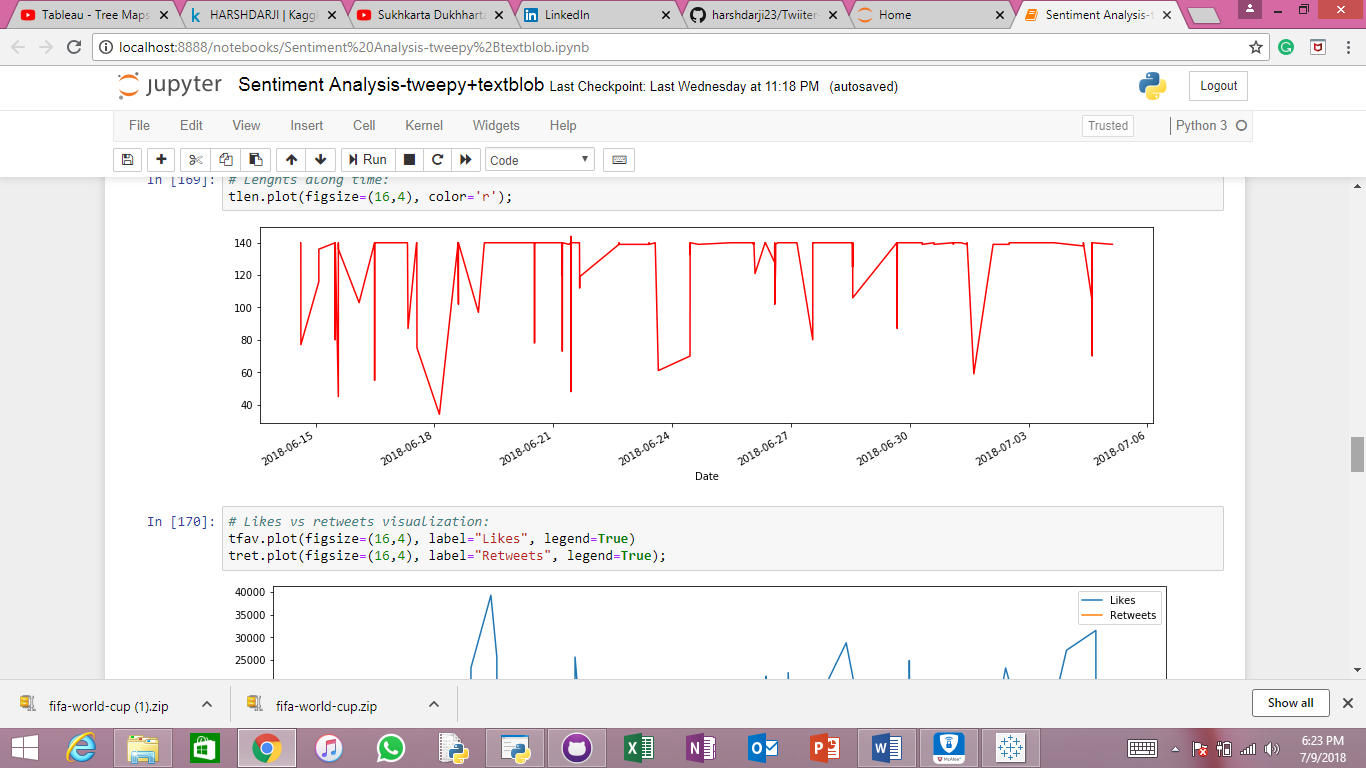 Tableau - Tree Maps
HARSHDARJI | Kaggl
Sukhkarta Dukhharta
LinkedIn
harshdarji23/Twiiter-
Home
Sentiment Analysis-t
localhost:8888/notebooks/Sentiment%20Analysis-tweepy%2Btextblob.ipynb
jupyter Sentiment Analysis-tweepy+textblob Last Checkpoint: Last Wednesday at 11:18 PM (autosaved)
Logout
File Edit View Insert Cell Kernel Widgets Help
Trusted
Python 3
Run
Code
In [169]: # Lenghts along time:
tlen.plot(figsize=(16,4), color='r');
140
120
100
80
60
40
2018-06-15
2018-06-18
2018-06-21
2018-06-24
2018-06-27
2018-06-30
2018-07-03
2018-07-06
Date
In [170]: # Likes vs retweets visualization:
tfav.plot(figsize=(16,4), label="Likes", legend=True)
tret.plot(figsize=(16,4), label="Retweets", legend=True);
40000
35000
30000
25000
Likes
Retweets
fifa-world-cup (1).zip
fifa-world-cup.zip
Show all
6:23 PM
7/9/2018